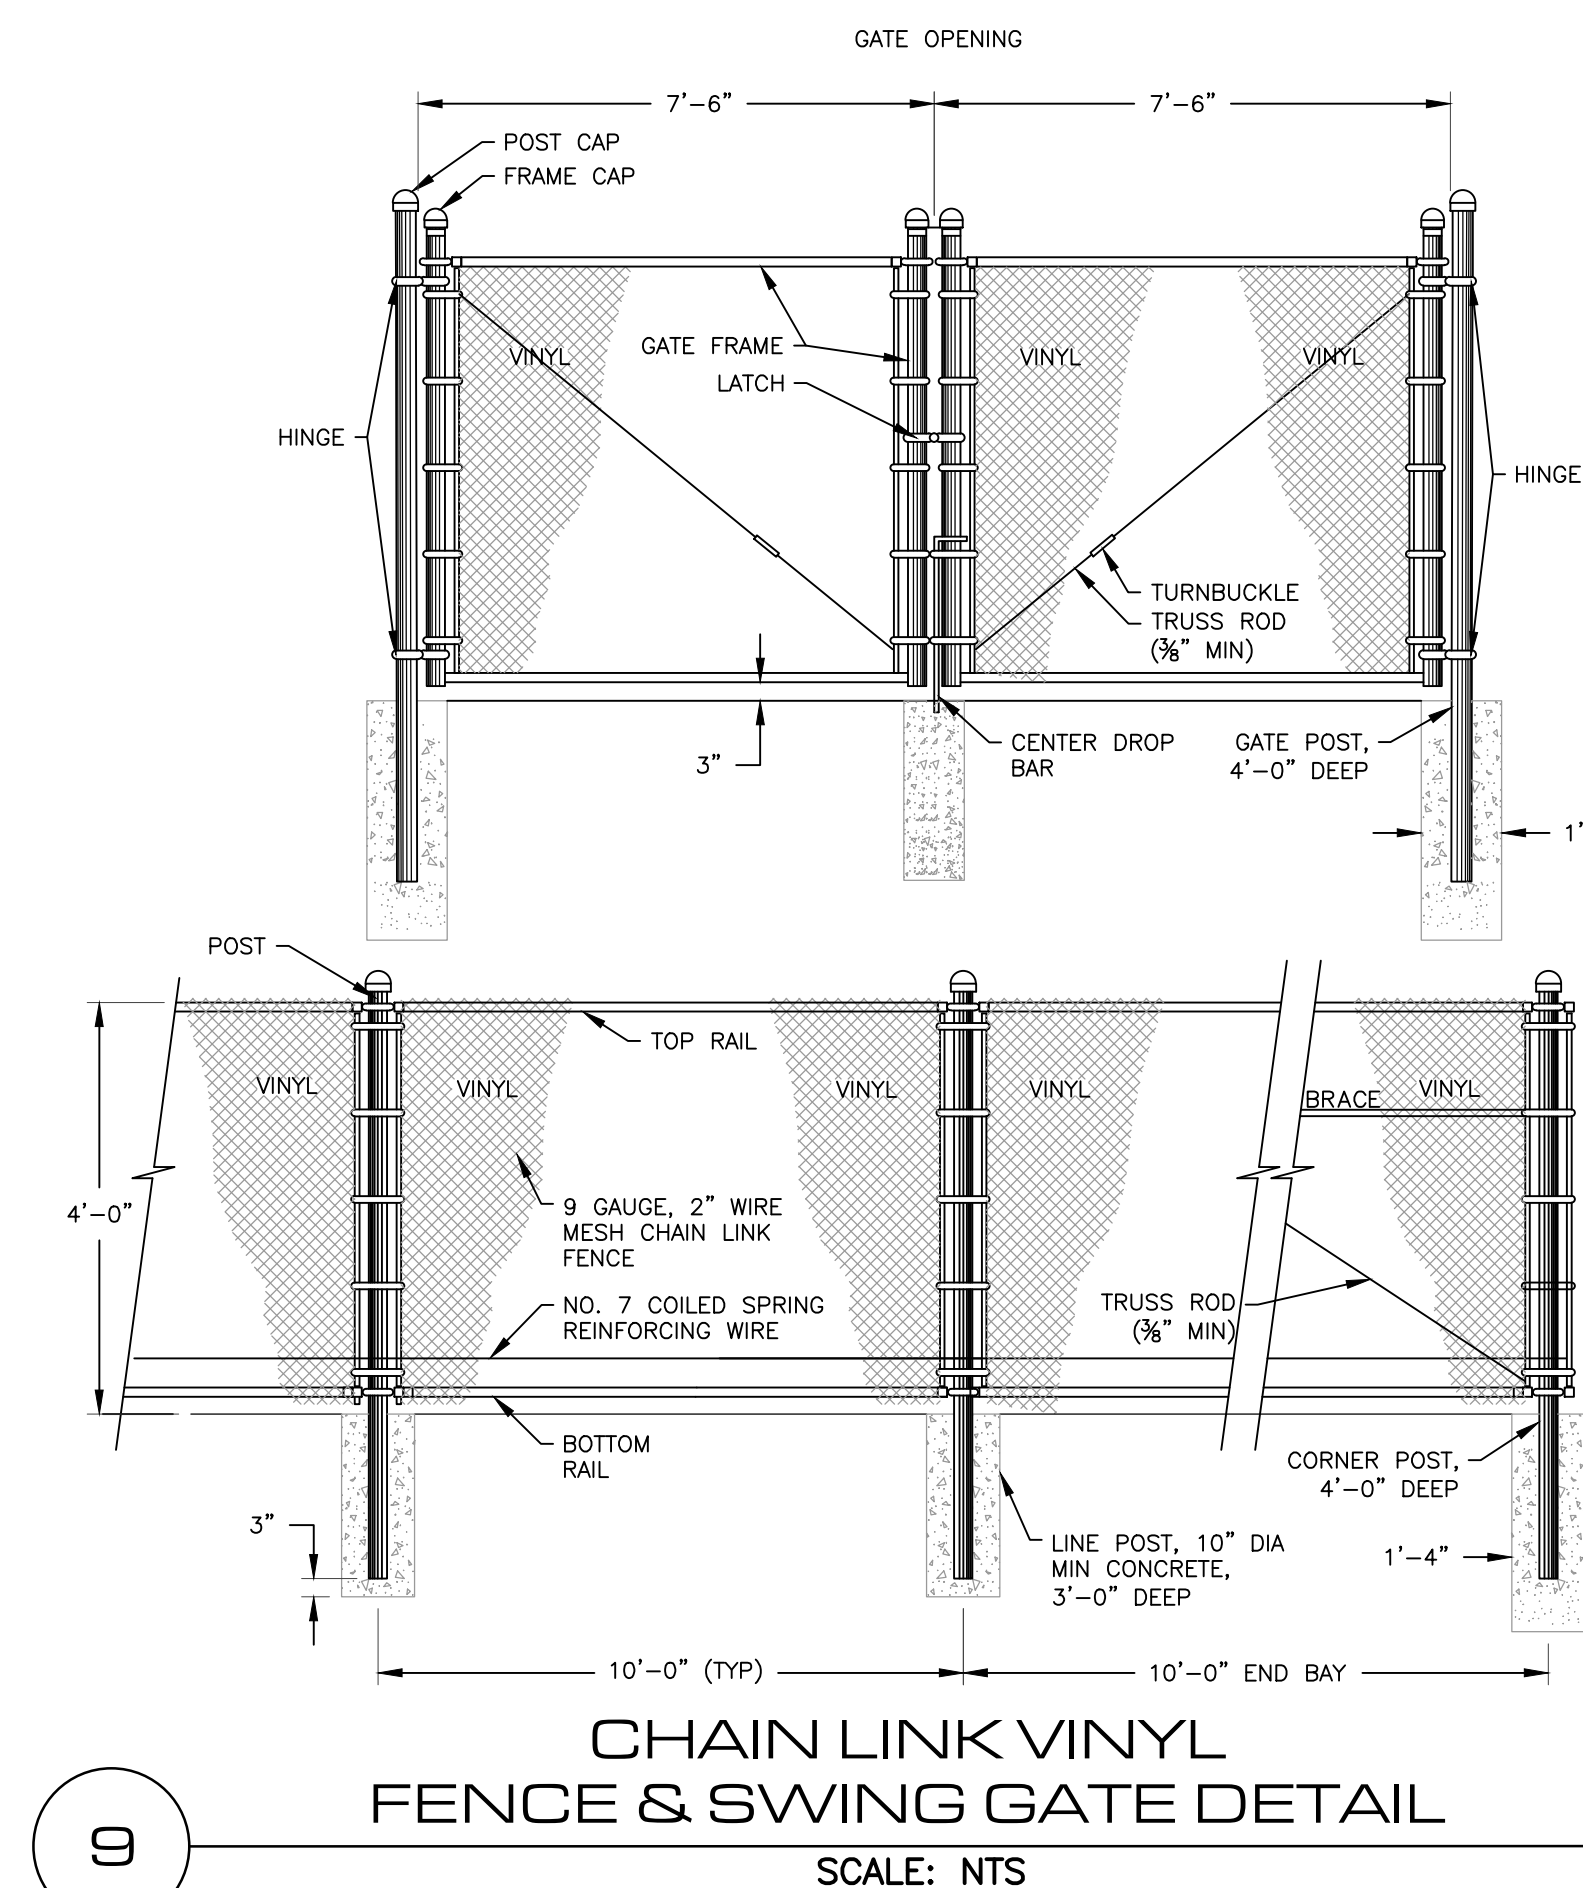 GATE OPENING
7'-6"
7'-6"
POST CAP
FRAME CAP
VINYL
GATE FRAME
VINYL
VINYL
LATCH
HINGE
HINGE
TURNBUCKLE
TRUSS ROD
(⅜" MIN)
3"
CENTER DROP
BAR
GATE POST,
4'-0" DEEP
1'
POST
TOP RAIL
VINYL
VINYL
VINYL
VINYL
BRACE
VINYL
4'-0"
9 GAUGE, 2" WIRE
MESH CHAIN LINK
FENCE
NO. 7 COILED SPRING
REINFORCING WIRE
TRUSS ROD
(⅜" MIN)
BOTTOM
RAIL
CORNER POST,
4'-0" DEEP
3"
LINE POST, 10" DIA
MIN CONCRETE,
3'-0" DEEP
1'-4"
10'-0" (TYP)
10'-0" END BAY
CHAIN LINK VINYL
FENCE & SWING GATE DETAIL
9
SCALE: NTS